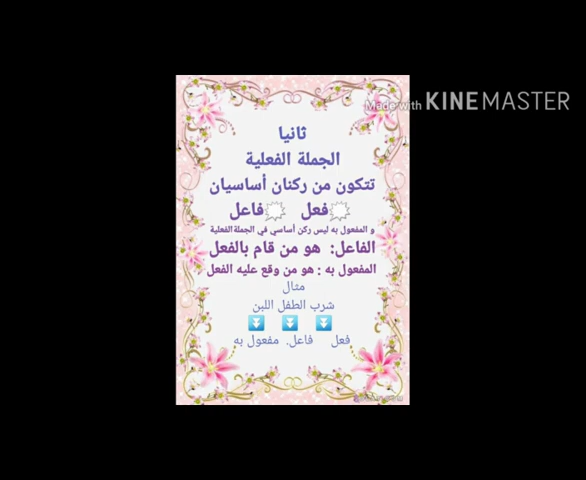 Made with KINEMASTER
ثانيا
الجملة الفعلية
تتكون من ركنان أساسيان
فعل فاعل
و المفعول به ليس ركن أساسي في الجملة الفعلية
الفاعل: هو من قام بالفعل
المفعول به : هو من وقع عليه الفعل
مثال
شرب الطفل اللبن
فعل فاعل. مفعول به